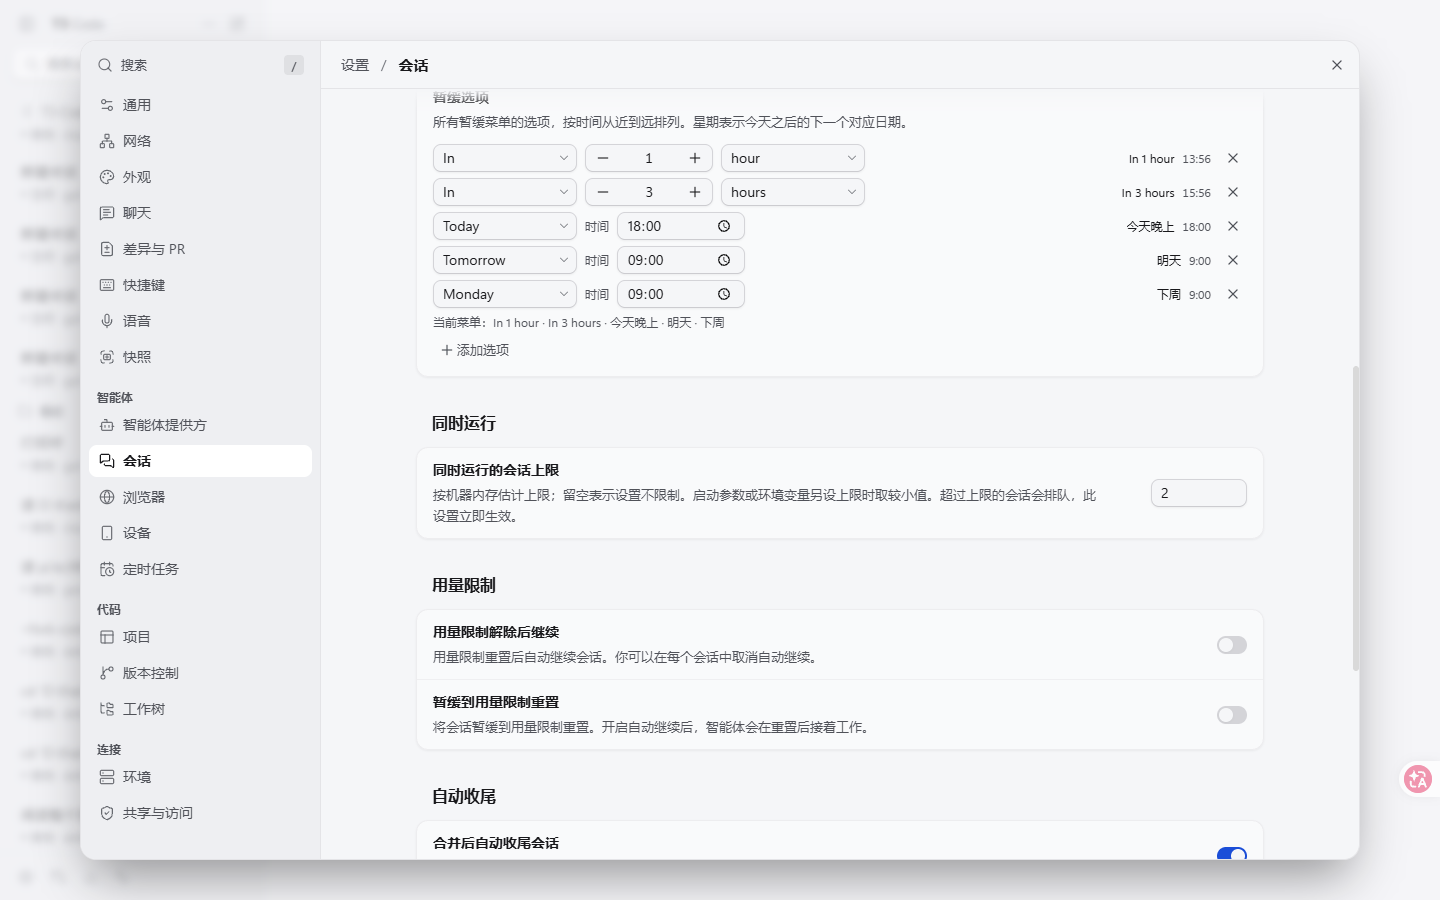 搜索
/
设置 / 会话
通用
网络
外观
聊天
差异与 PR
快捷键
语音
快照
智能体
智能体提供方
会话
浏览器
设备
定时任务
代码
项目
版本控制
工作树
连接
环境
共享与访问
暂缓选项
所有暂缓菜单的选项，按时间从近到远排列。星期表示今天之后的下一个对应日期。
In 1 hour In 1 hour 13:56
In 3 hours In 3 hours 15:56
Today 时间 18:00 今天晚上 18:00
Tomorrow 时间 09:00 明天 9:00
Monday 时间 09:00 下周 9:00
当前菜单：In 1 hour · In 3 hours · 今天晚上 · 明天 · 下周
添加选项
同时运行
同时运行的会话上限
按机器内存估计上限；留空表示设置不限制。启动参数或环境变量另设上限时取较小值。超过上限的会话会排队，此
设置立即生效。
2
用量限制
用量限制解除后继续
用量限制重置后自动继续会话。你可以在每个会话中取消自动继续。
暂缓到用量限制重置
将会话暂缓到用量限制重置。开启自动继续后，智能体会在重置后接着工作。
自动收尾
合并后自动收尾会话